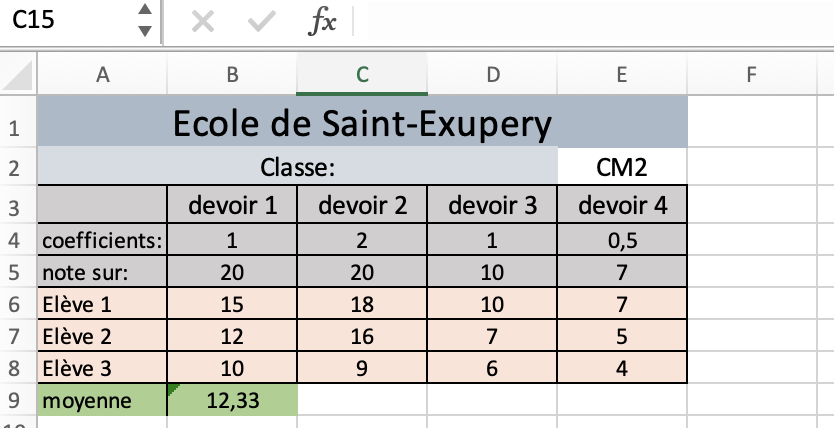 C15 fx
A B C D E F
1 Ecole de Saint-Exupery
2 Classe: CM2
3 devoir 1 devoir 2 devoir 3 devoir 4
4 coefficients: 1 2 1 0,5
5 note sur: 20 20 10 7
6 Elève 1 15 18 10 7
7 Elève 2 12 16 7 5
8 Elève 3 10 9 6 4
9 moyenne 12,33
10